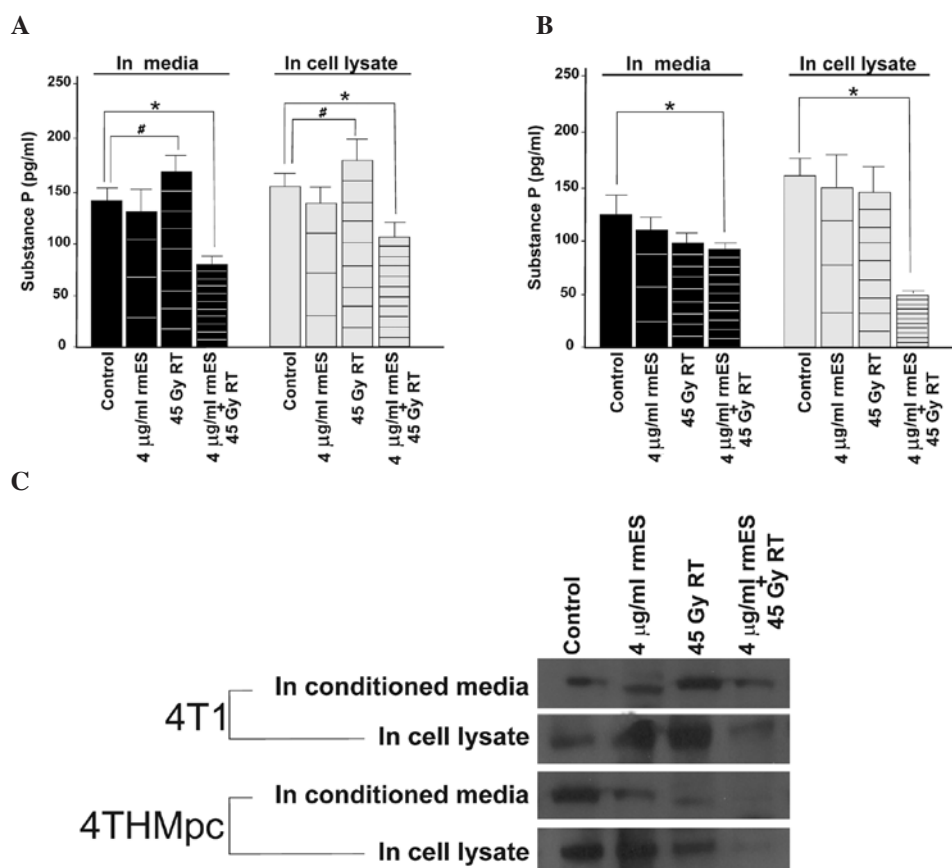 A
In media
In cell lysate
250
200
150
100
50
0
Substance P (pg/ml)
*
#
*
#
Control
4 µg/ml rmES
45 Gy RT
4 µg/ml rmES
+
45 Gy RT
Control
4 µg/ml rmES
45 Gy RT
4 µg/ml rmES
+
45 Gy RT
B
In media
In cell lysate
250
200
150
100
50
0
Substance P (pg/ml)
*
*
Control
4 µg/ml rmES
45 Gy RT
4 µg/ml rmES
+
45 Gy RT
Control
4 µg/ml rmES
45 Gy RT
4 µg/ml rmES
+
45 Gy RT
C
Control
4 µg/ml rmES
45 Gy RT
4 µg/ml rmES
+
45 Gy RT
4T1
In conditioned media
In cell lysate
4THMpc
In conditioned media
In cell lysate